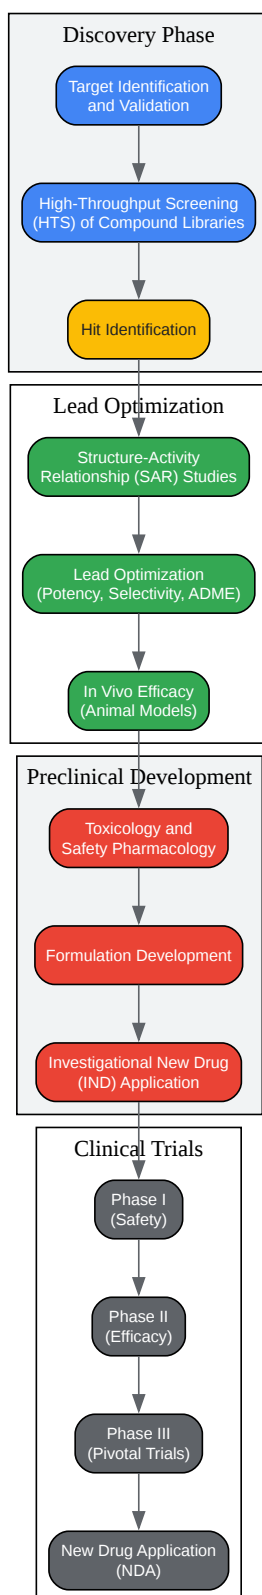 Discovery Phase
Target Identification
and Validation
High-Throughput Screening
(HTS) of Compound Libraries
Hit Identification
Lead Optimization
Structure-Activity
Relationship (SAR) Studies
Lead Optimization
(Potency, Selectivity, ADME)
In Vivo Efficacy
(Animal Models)
Preclinical Development
Toxicology and
Safety Pharmacology
Formulation Development
Investigational New Drug
(IND) Application
Clinical Trials
Phase I
(Safety)
Phase II
(Efficacy)
Phase III
(Pivotal Trials)
New Drug Application
(NDA)